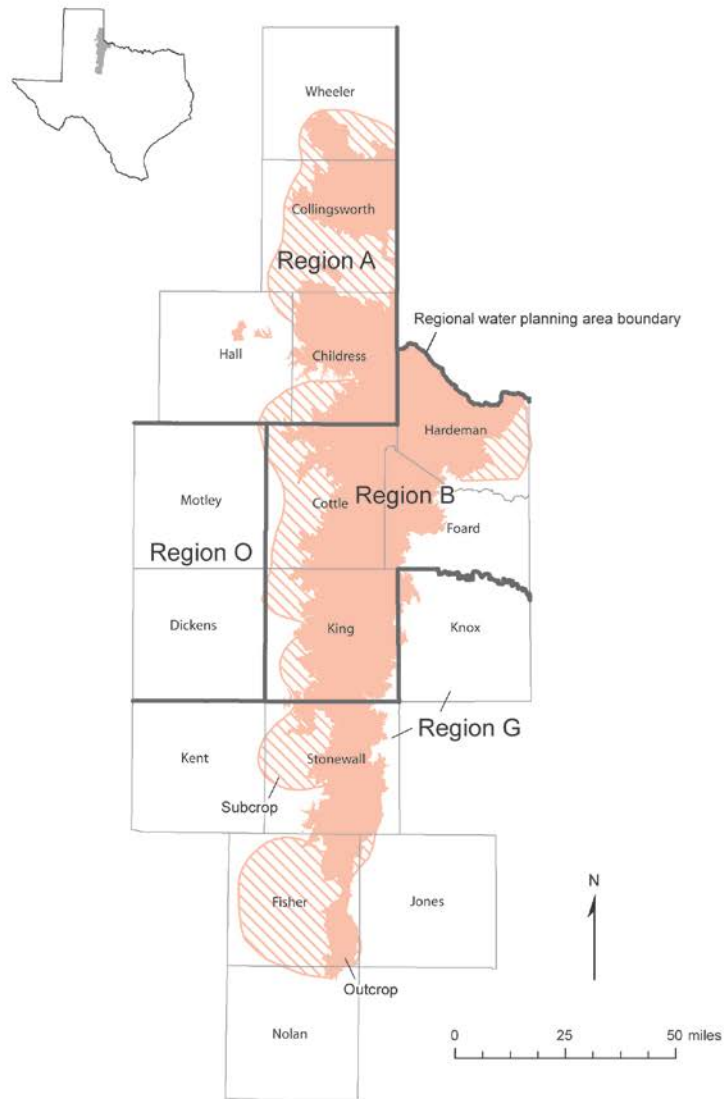 Wheeler
Collingsworth
Region A
Regional water planning area boundary
Hall
Childress
Hardeman
Motley
Cottle
Region B
Foard
Region O
Dickens
King
Knox
Region G
Kent
Stonewall
Subcrop
N
Fisher
Jones
Outcrop
Nolan
0 25 50 miles